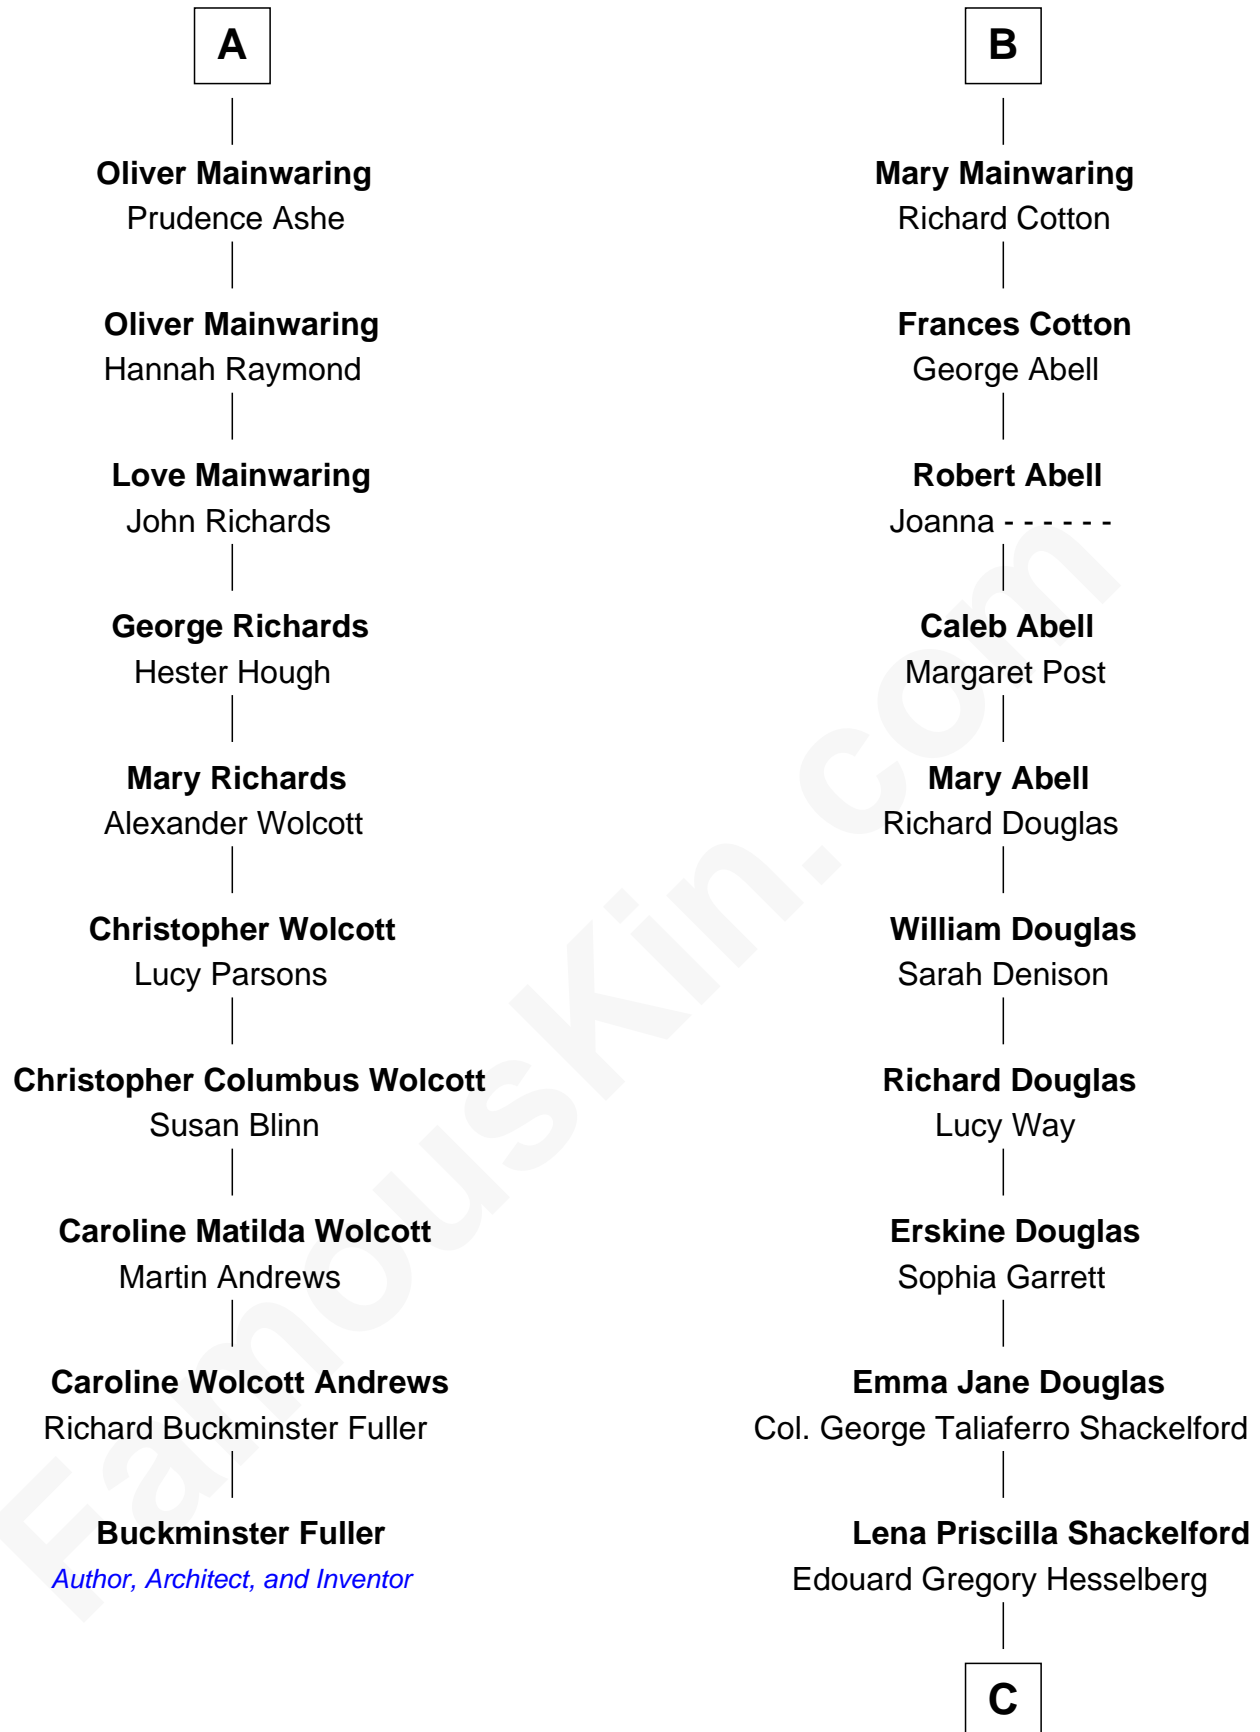 A
Oliver Mainwaring
Prudence Ashe
Oliver Mainwaring
Hannah Raymond
Love Mainwaring
John Richards
George Richards
Hester Hough
Mary Richards
Alexander Wolcott
Christopher Wolcott
Lucy Parsons
Christopher Columbus Wolcott
Susan Blinn
Caroline Matilda Wolcott
Martin Andrews
Caroline Wolcott Andrews
Richard Buckminster Fuller
Buckminster Fuller
Author, Architect, and Inventor
B
Mary Mainwaring
Richard Cotton
Frances Cotton
George Abell
Robert Abell
Joanna - - - - - -
Caleb Abell
Margaret Post
Mary Abell
Richard Douglas
William Douglas
Sarah Denison
Richard Douglas
Lucy Way
Erskine Douglas
Sophia Garrett
Emma Jane Douglas
Col. George Taliaferro Shackelford
Lena Priscilla Shackelford
Edouard Gregory Hesselberg
C
FamousKin.com